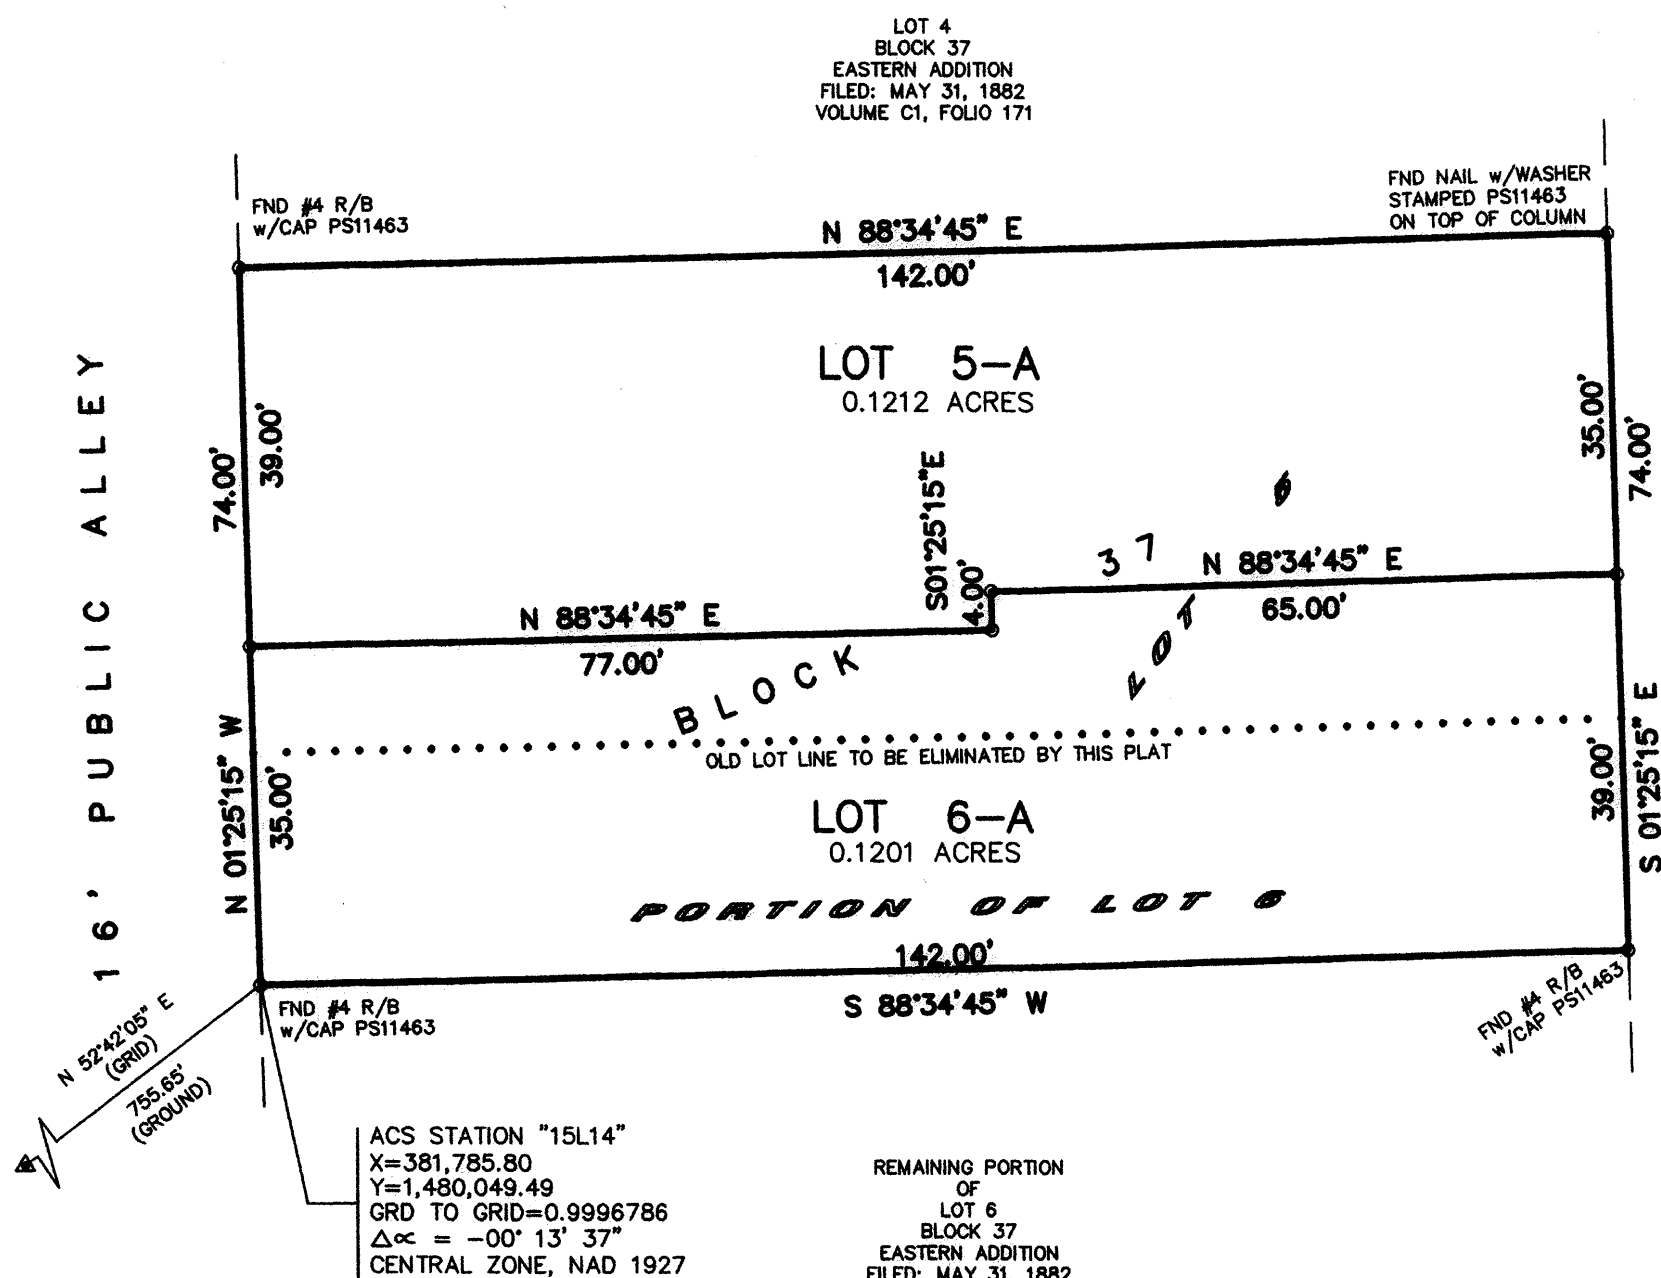 LOT 4
BLOCK 37
EASTERN ADDITION
FILED: MAY 31, 1882
VOLUME C1, FOLIO 171
FND #4 R/B
w/CAP PS11463
FND NAIL w/WASHER
STAMPED PS11463
ON TOP OF COLUMN
N 88°34'45" E
142.00'
LOT 5-A
0.1212 ACRES
16' PUBLIC ALLEY
74.00'
39.00'
35.00'
74.00'
S01°25'15"E
4.00'
N 88°34'45" E
77.00'
N 88°34'45" E
65.00'
BLOCK 37
LOT
OLD LOT LINE TO BE ELIMINATED BY THIS PLAT
N 01°25'15" W
35.00'
39.00'
S 01°25'15" E
LOT 6-A
0.1201 ACRES
PORTION OF LOT 6
142.00'
S 88°34'45" W
FND #4 R/B
w/CAP PS11463
FND #4 R/B
w/CAP PS11463
N 52°42'05" E
(GRID)
755.65'
(GROUND)
ACS STATION "15L14"
X=381,785.80
Y=1,480,049.49
GRD TO GRID=0.9996786
△∝ = -00° 13' 37"
CENTRAL ZONE, NAD 1927
REMAINING PORTION
OF
LOT 6
BLOCK 37
EASTERN ADDITION
FILED: MAY 31, 1882